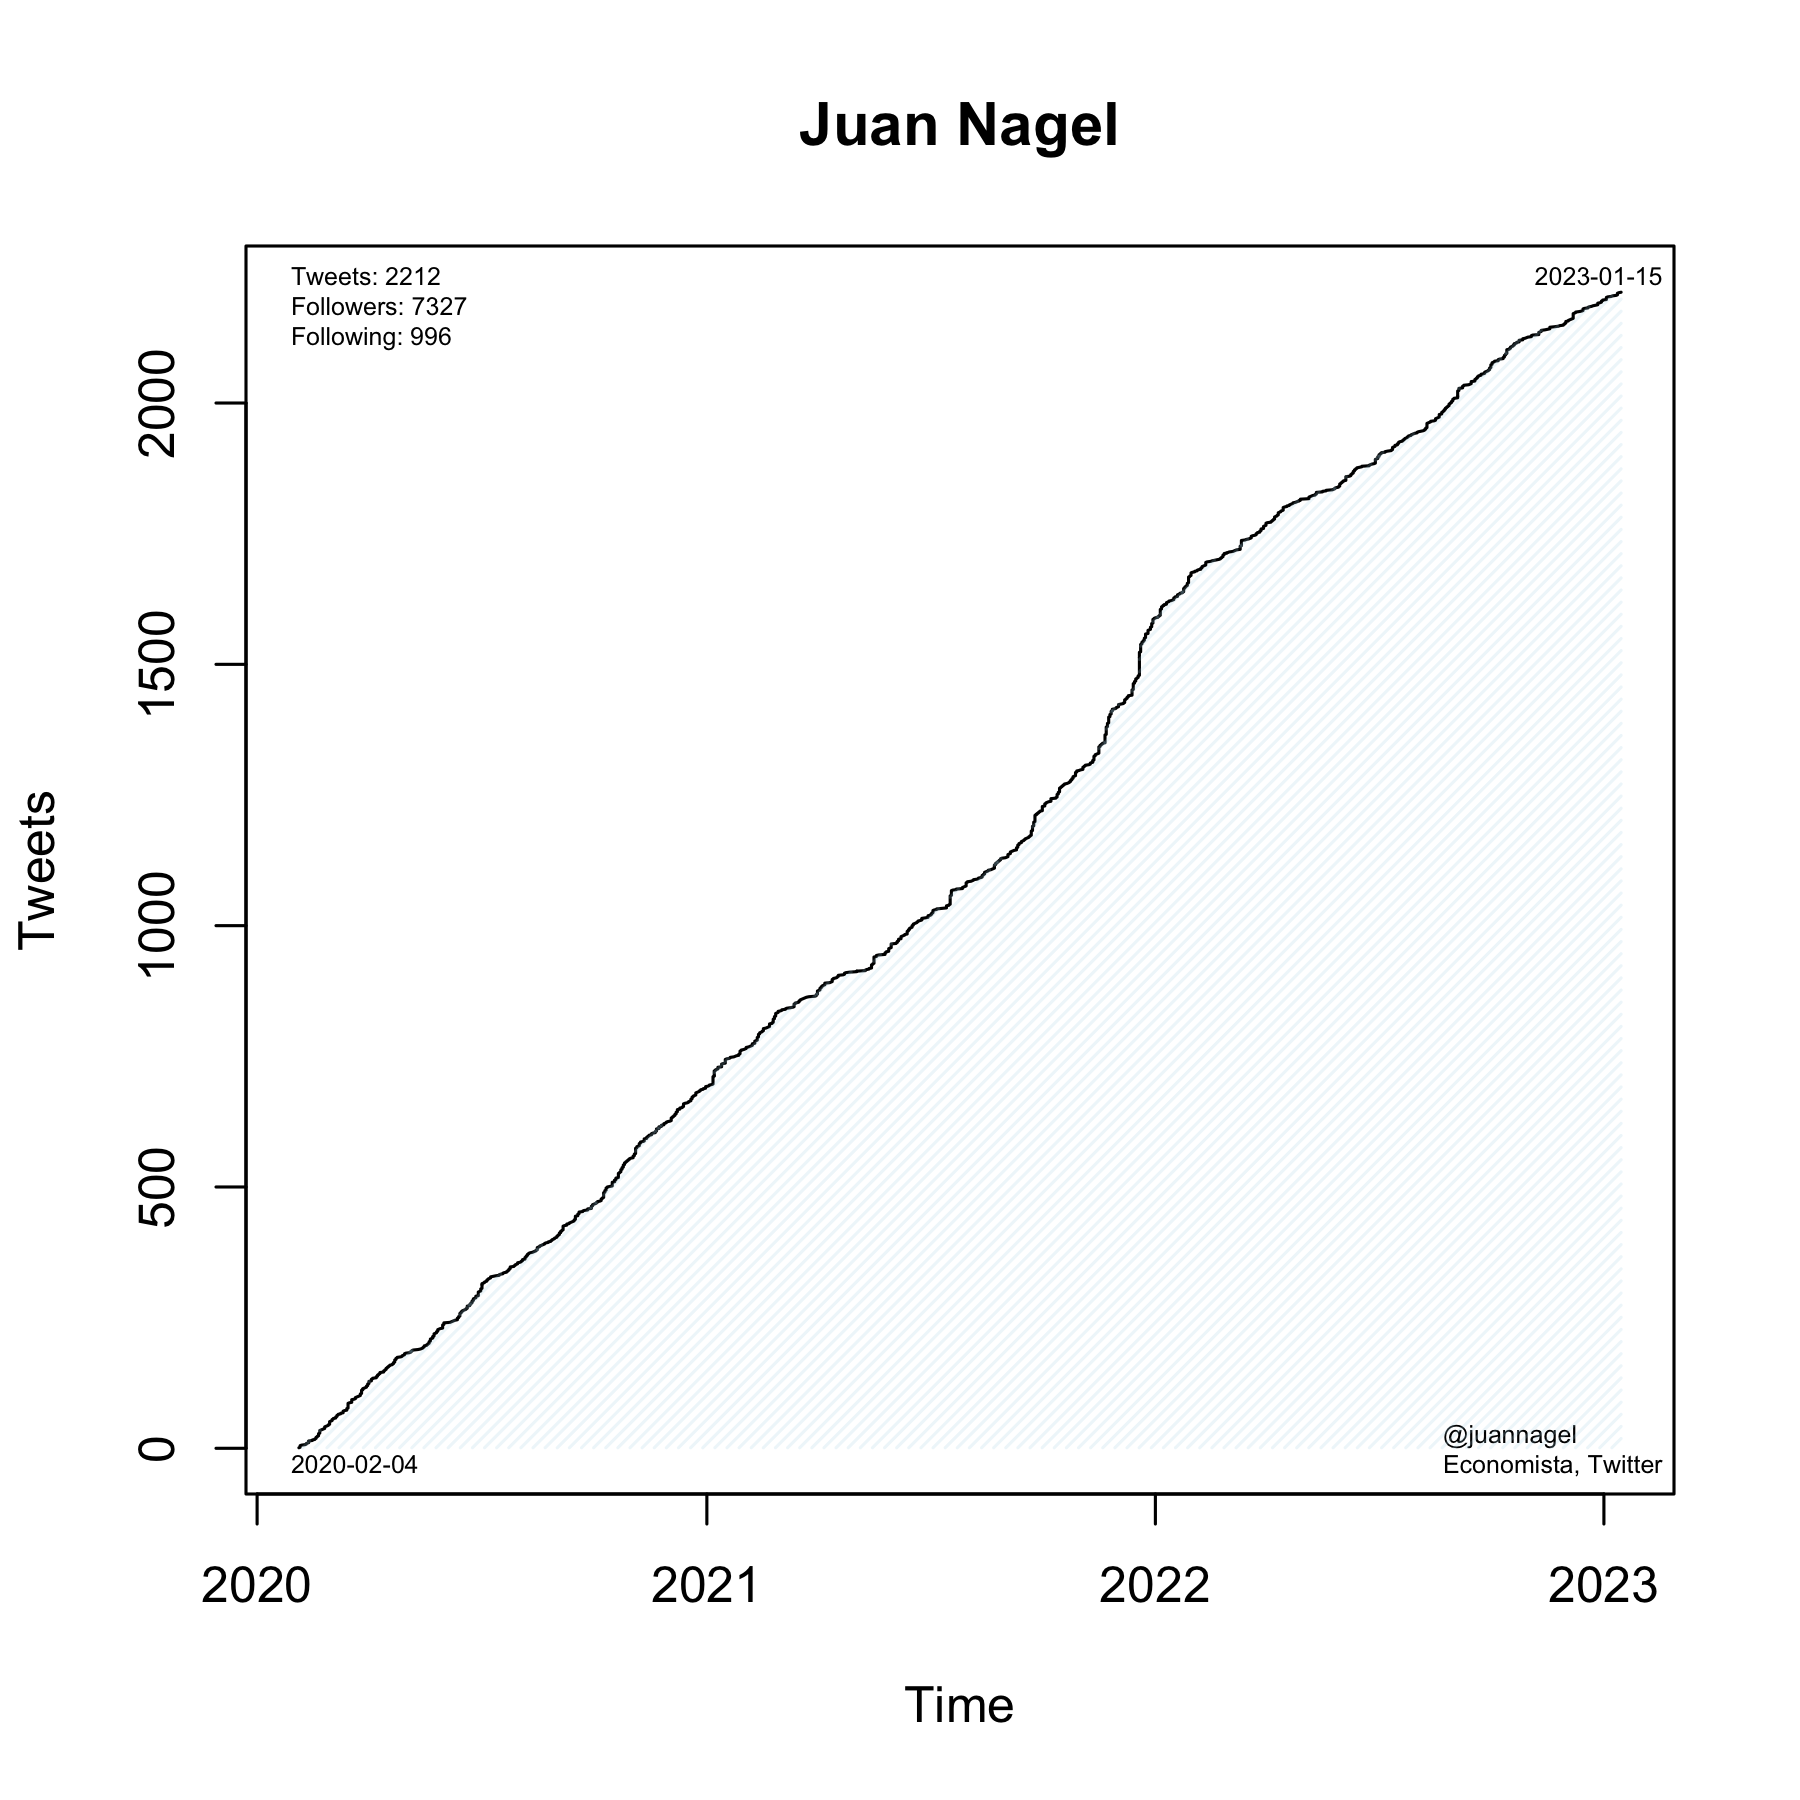 Juan Nagel
Tweets: 2212
Followers: 7327
Following: 996
2023-01-15
Tweets
2000
1500
1000
500
0
2020-02-04
@juannagel
Economista, Twitter
2020
2021
2022
2023
Time